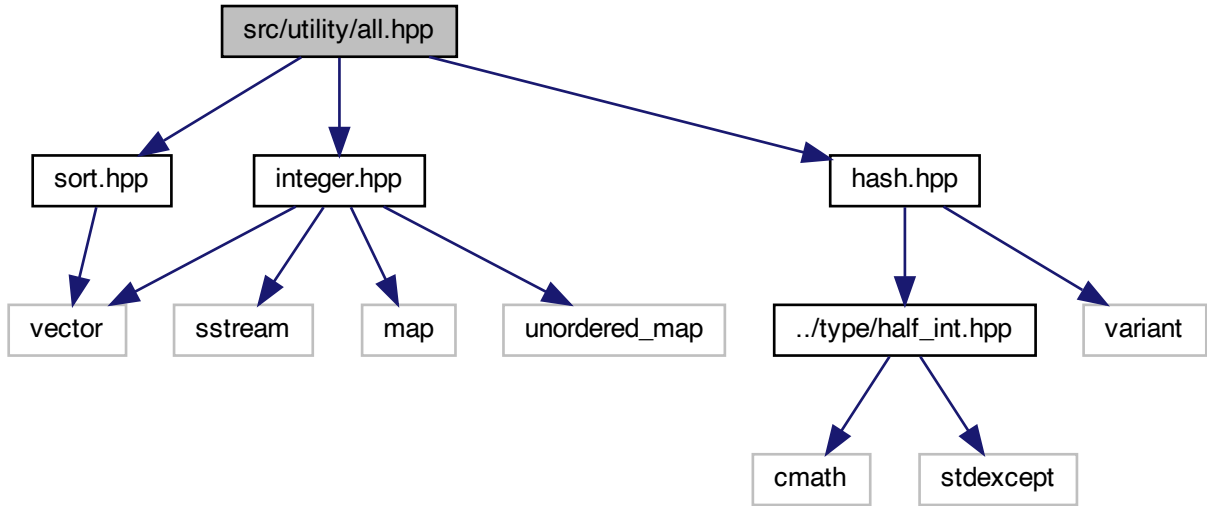 src/utility/all.hpp
sort.hpp
integer.hpp
hash.hpp
vector
sstream
map
unordered_map
../type/half_int.hpp
variant
cmath
stdexcept